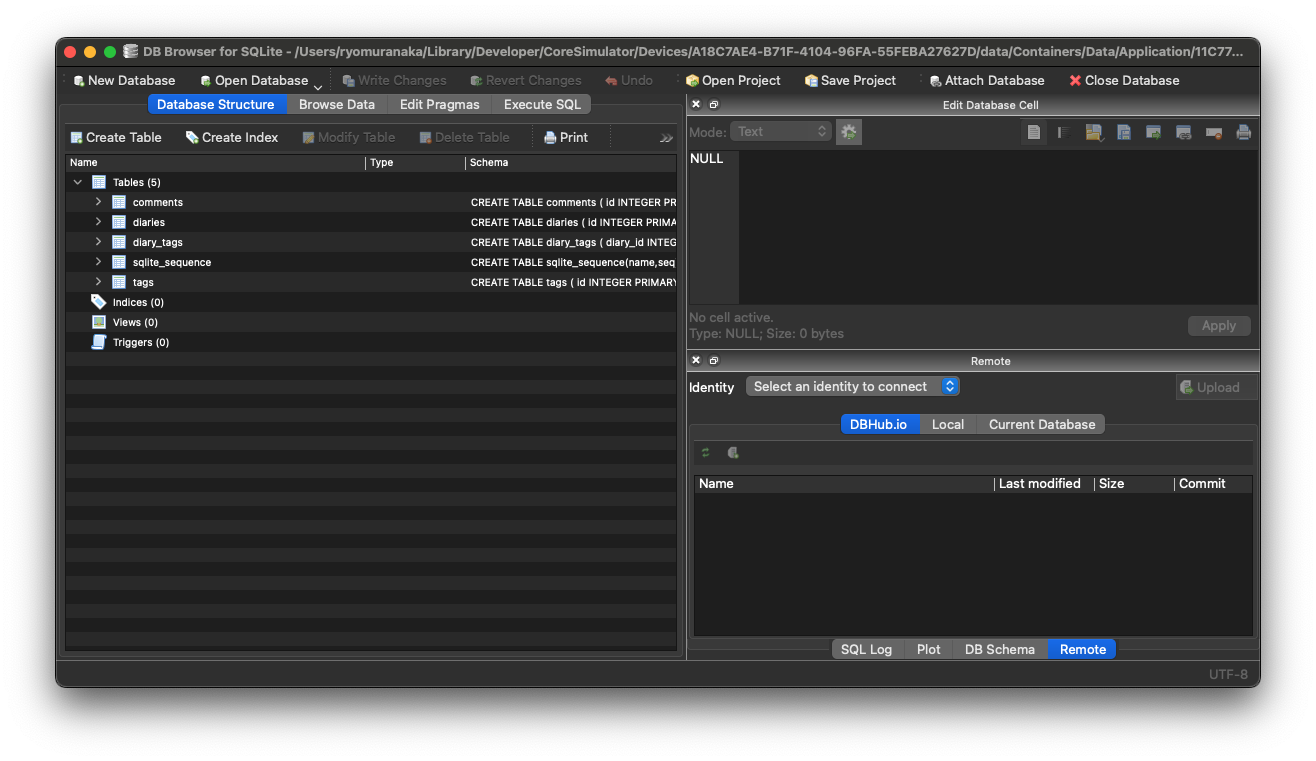 DB Browser for SQLite - /Users/ryomuranaka/Library/Developer/CoreSimulator/Devices/A18C7AE4-B71F-4104-96FA-55FEBA27627D/data/Containers/Data/Application/11C77...
New Database Open Database Write Changes Revert Changes Undo Open Project Save Project Attach Database Close Database
Database Structure Browse Data Edit Pragmas Execute SQL
Create Table Create Index Modify Table Delete Table Print »
Name Type Schema
Tables (5)
comments CREATE TABLE comments ( id INTEGER PR
diaries CREATE TABLE diaries ( id INTEGER PRIMA
diary_tags CREATE TABLE diary_tags ( diary_id INTEG
sqlite_sequence CREATE TABLE sqlite_sequence(name,seq
tags CREATE TABLE tags ( id INTEGER PRIMARY
Indices (0)
Views (0)
Triggers (0)
Edit Database Cell
Mode: Text
NULL
No cell active.
Type: NULL; Size: 0 bytes
Apply
Remote
Identity Select an identity to connect Upload
DBHub.io Local Current Database
Name Last modified Size Commit
SQL Log Plot DB Schema Remote
UTF-8